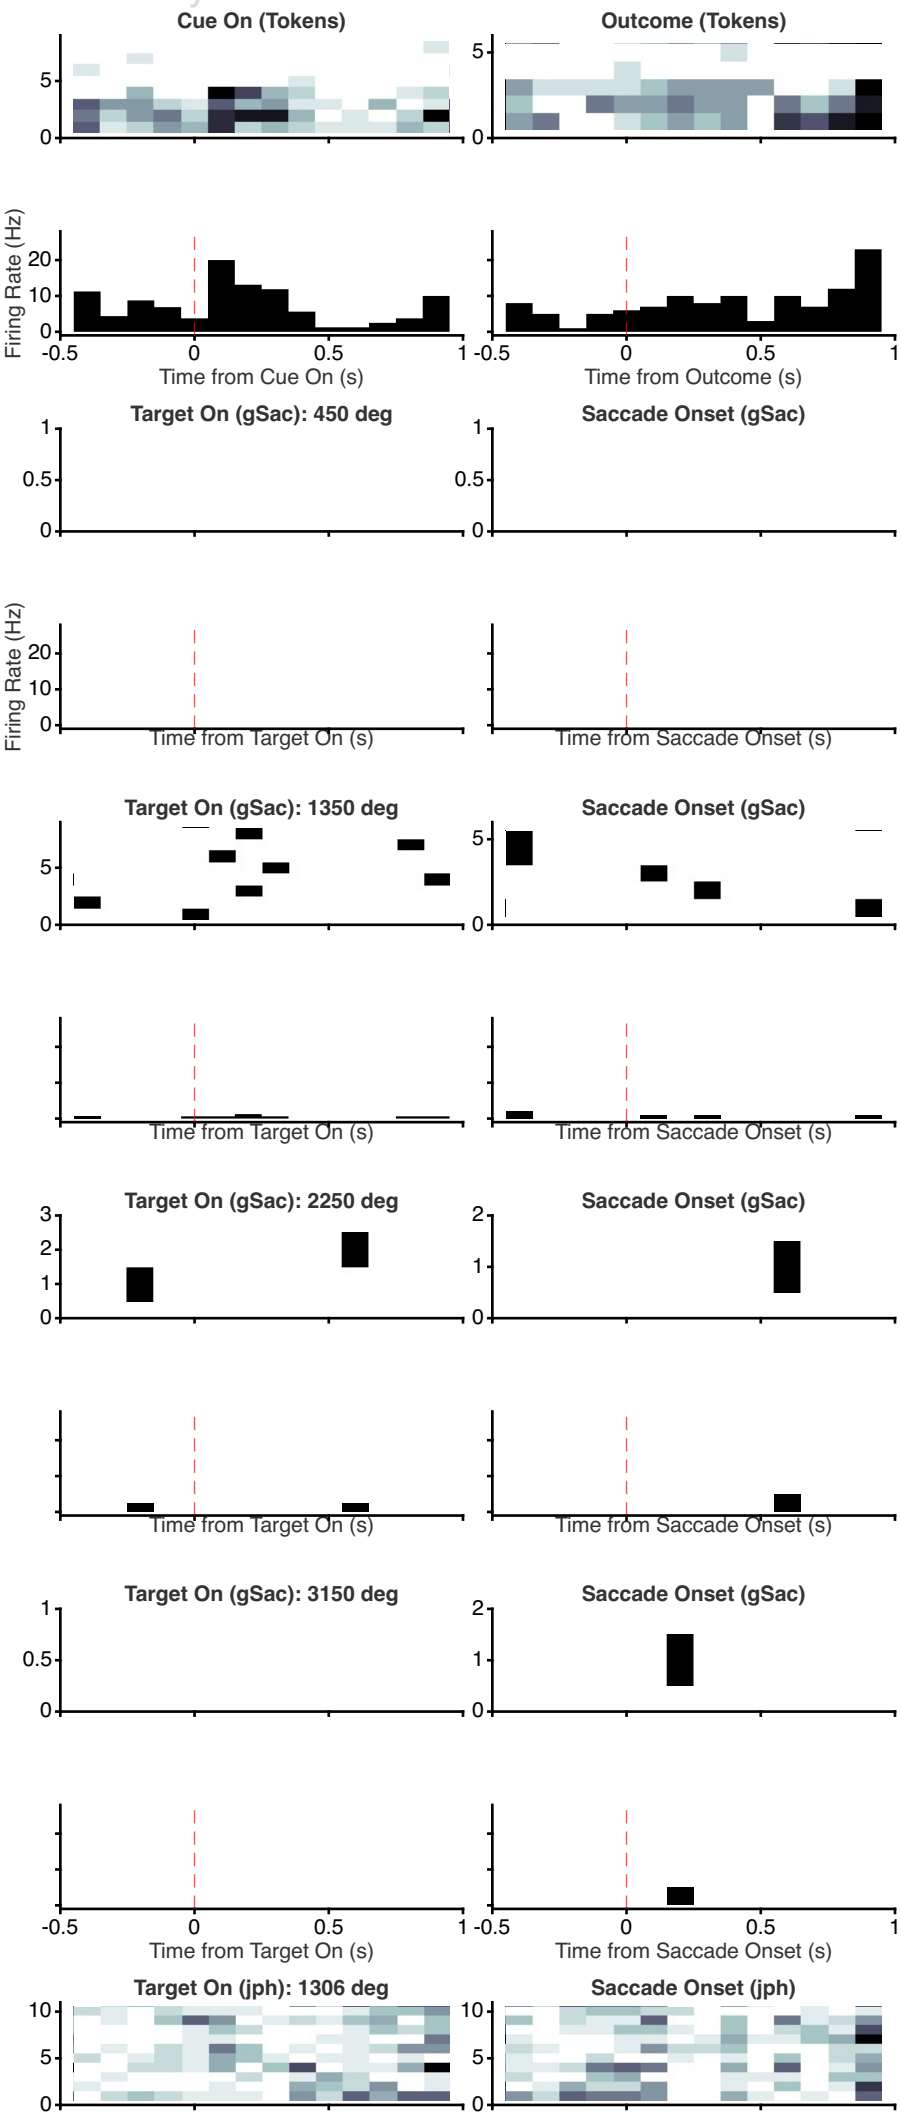 Cue On (Tokens) Outcome (Tokens)
5 5
0 0
Firing Rate (Hz)
20
10
0
-0.5 0 0.5 1 -0.5 0 0.5 1
Time from Cue On (s) Time from Outcome (s)
Target On (gSac): 450 deg Saccade Onset (gSac)
1 1
0.5 0.5
0 0
Firing Rate (Hz)
20
10
0
Time from Target On (s) Time from Saccade Onset (s)
Target On (gSac): 1350 deg Saccade Onset (gSac)
5 5
0 0
Time from Target On (s) Time from Saccade Onset (s)
Target On (gSac): 2250 deg Saccade Onset (gSac)
3 2
2
1 1
0 0
Time from Target On (s) Time from Saccade Onset (s)
Target On (gSac): 3150 deg Saccade Onset (gSac)
1 2
0.5 1
0 0
-0.5 0 0.5 1 -0.5 0 0.5 1
Time from Target On (s) Time from Saccade Onset (s)
Target On (jph): 1306 deg Saccade Onset (jph)
10 10
5 5
0 0